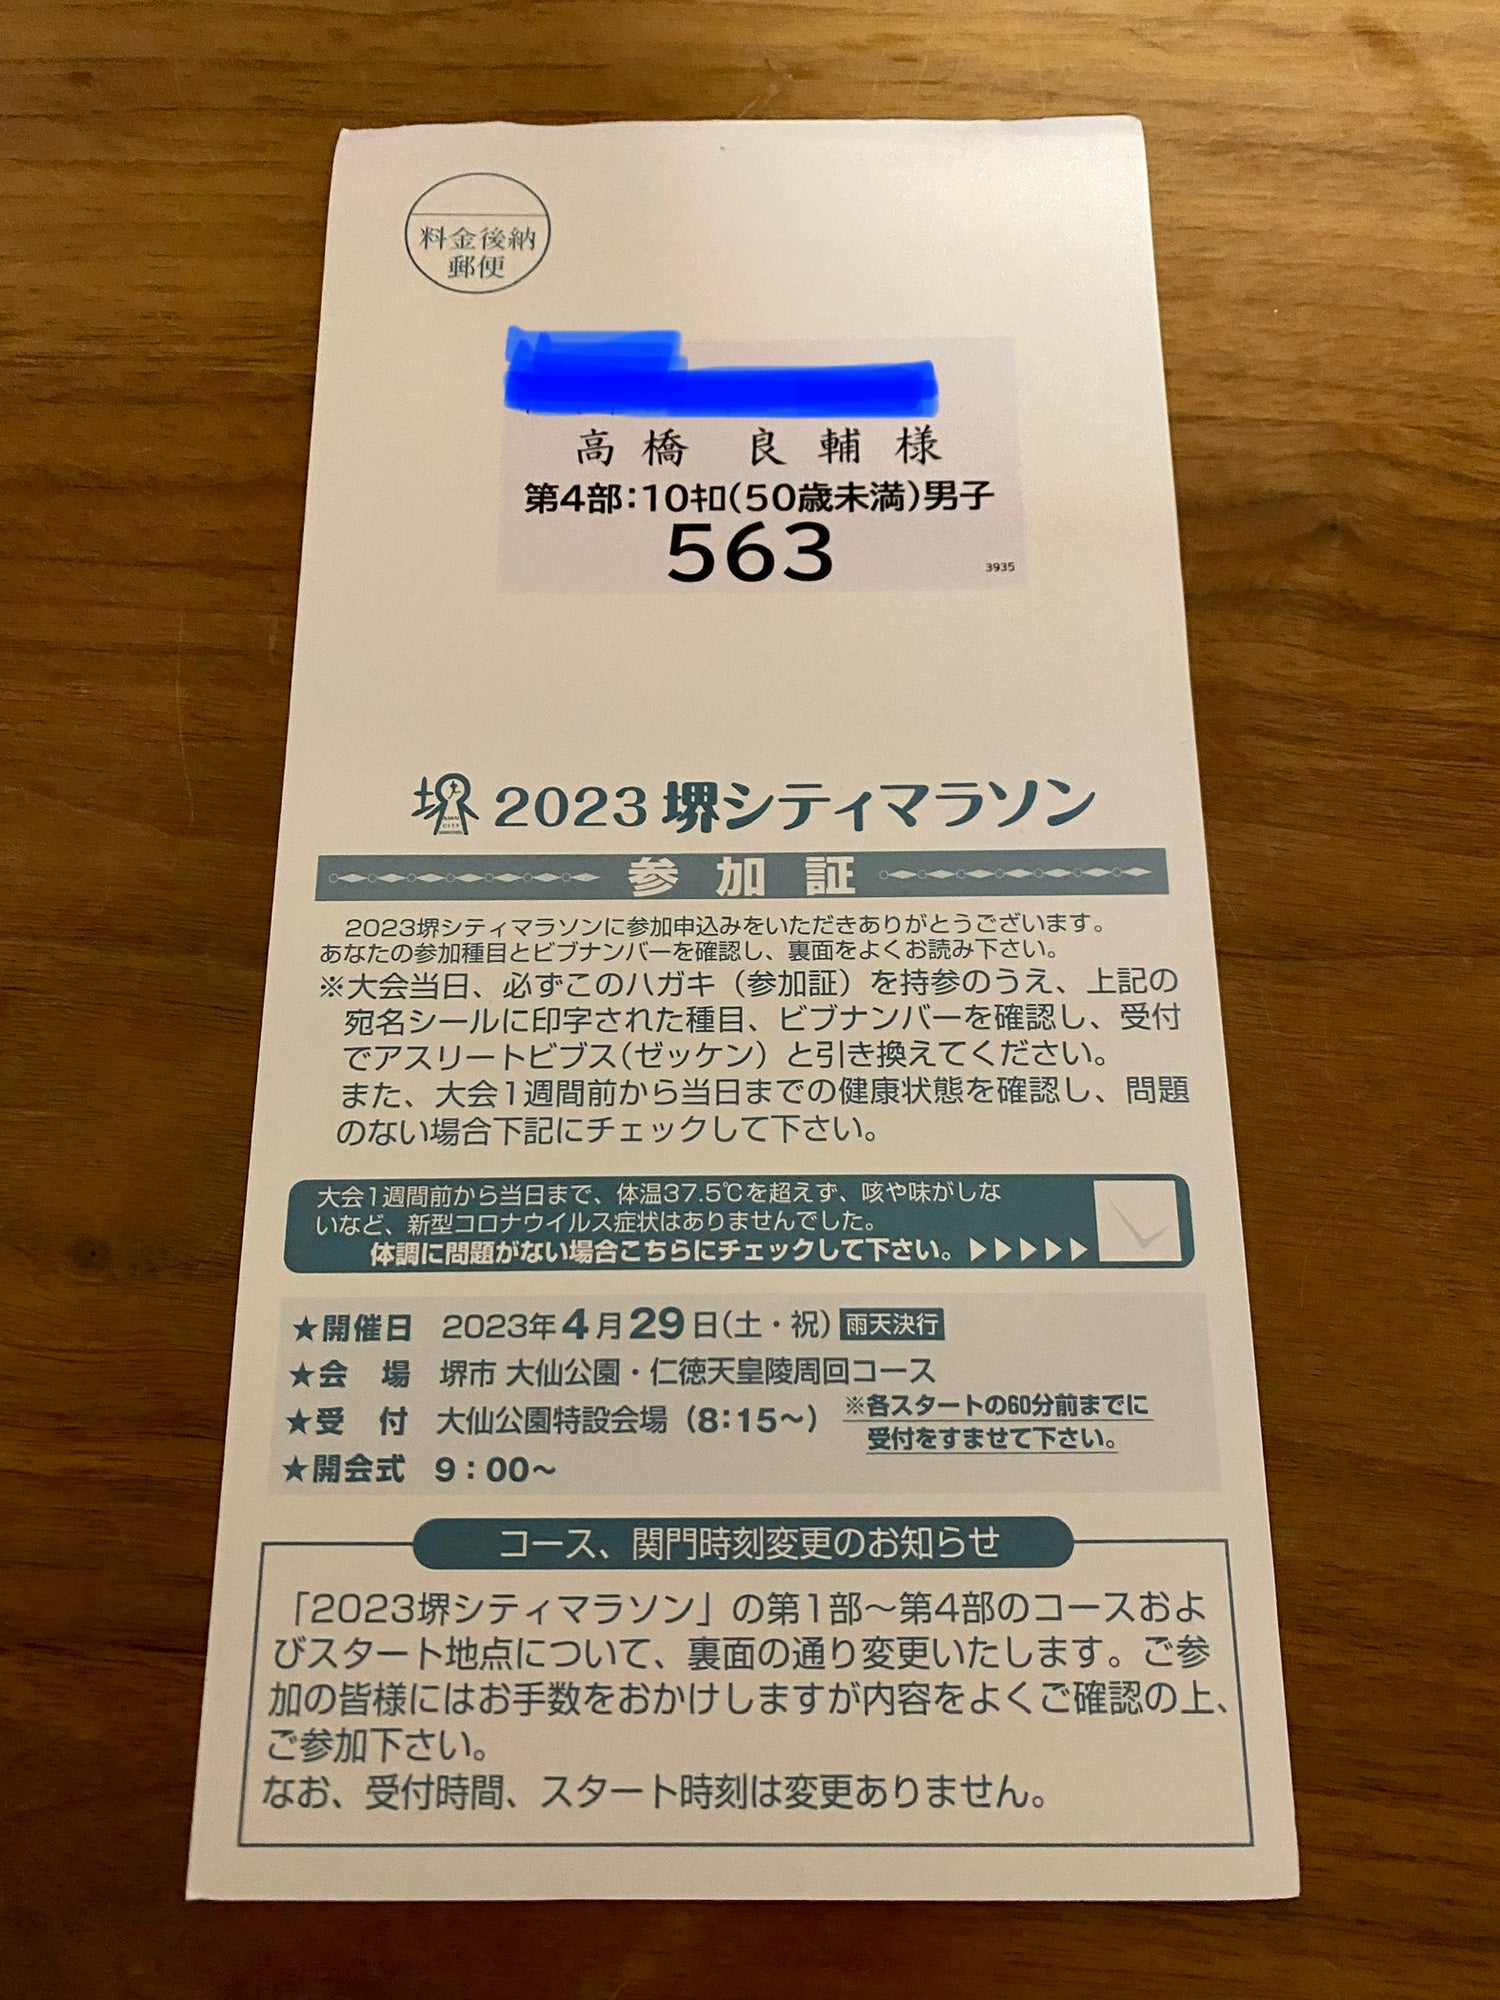 料金後納
郵便
高橋 良輔 様
第4部:10ｷﾛ(50歳未満)男子
563
3935
堺 2023 堺シティマラソン
参加証
2023堺シティマラソンに参加申込みをいただきありがとうございます。
あなたの参加種目とビブナンバーを確認し、裏面をよくお読み下さい。
※大会当日、必ずこのハガキ（参加証）を持参のうえ、上記の
宛名シールに印字された種目、ビブナンバーを確認し、受付
でアスリートビブス(ゼッケン）と引き換えてください。
また、大会1週間前から当日までの健康状態を確認し、問題
のない場合下記にチェックして下さい。
大会1週間前から当日まで、体温37.5℃を超えず、咳や味がしな
いなど、新型コロナウイルス症状はありませんでした。
体調に問題がない場合こちらにチェックして下さい。▶▶▶▶▶
★開催日 2023年4月29日(土・祝) 雨天決行
★会 場 堺市 大仙公園・仁徳天皇陵周回コース
★受 付 大仙公園特設会場（8:15～） ※各スタートの60分前までに
受付をすませて下さい。
★開会式 9：00～
コース、関門時刻変更のお知らせ
「2023堺シティマラソン」の第1部～第4部のコースおよ
びスタート地点について、裏面の通り変更いたします。ご参
加の皆様にはお手数をおかけしますが内容をよくご確認の上、
ご参加下さい。
なお、受付時間、スタート時刻は変更ありません。